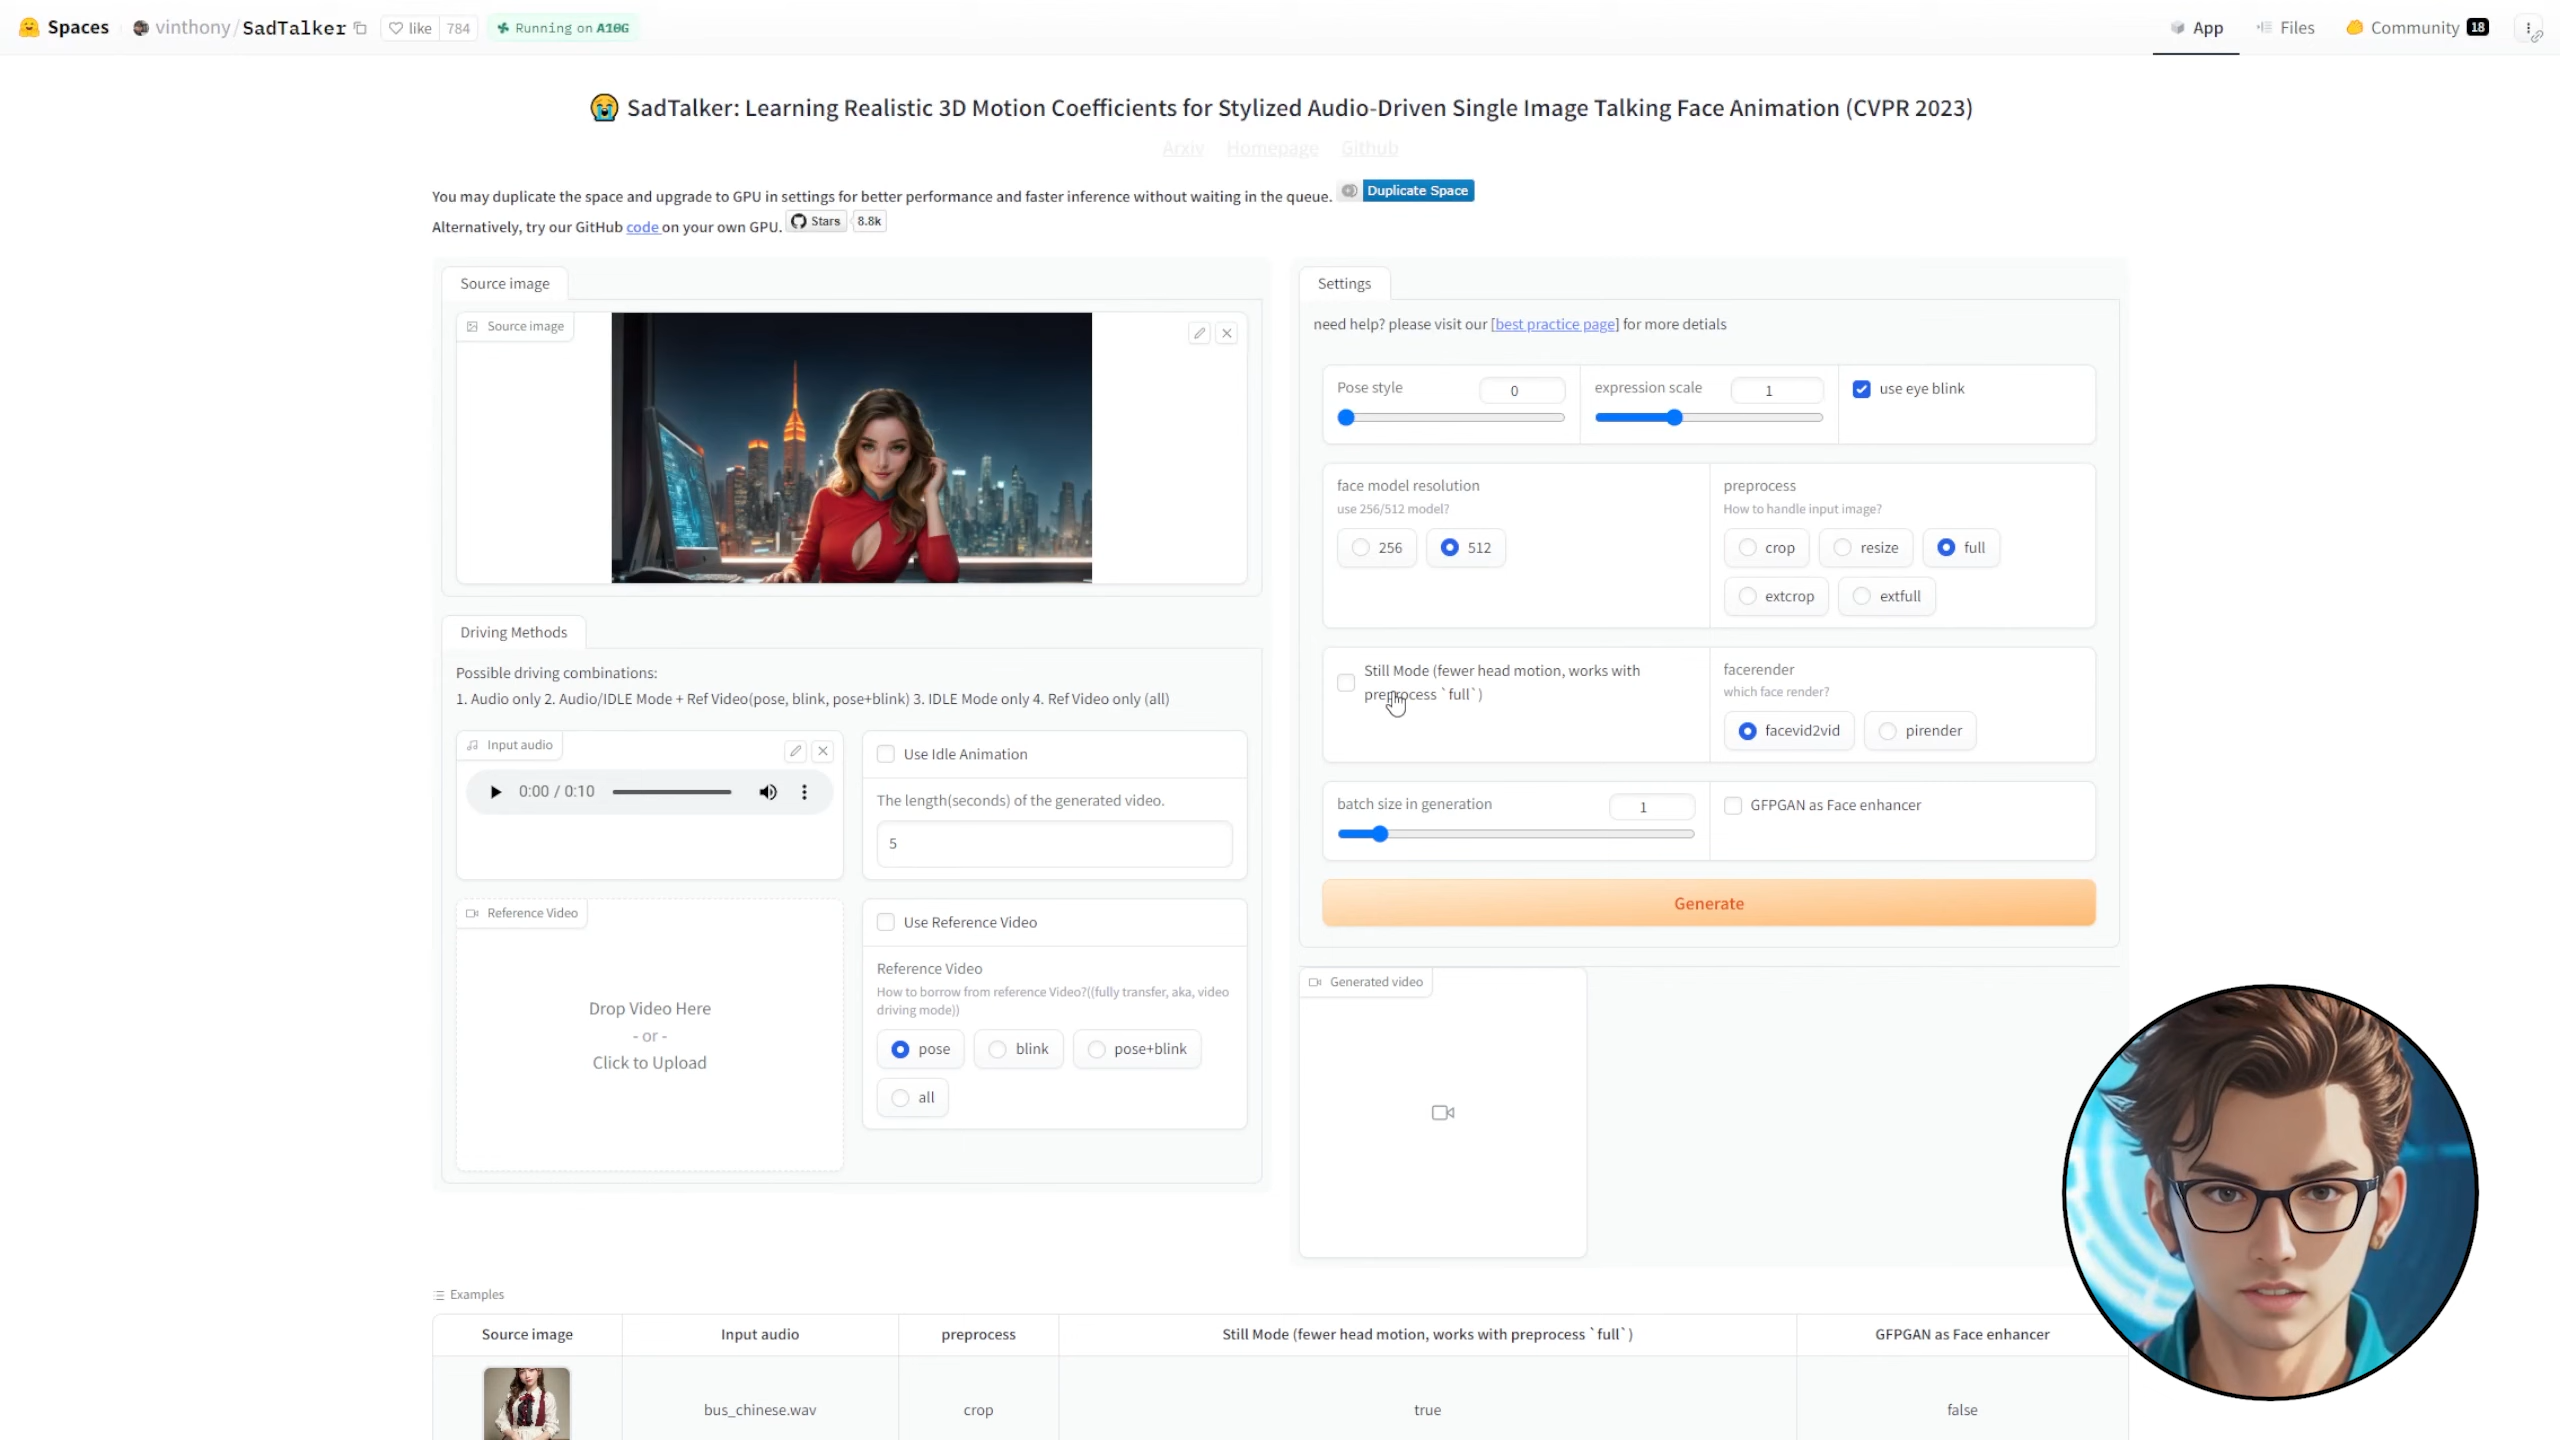 Spaces
vinthony/SadTalker
like 784
Running on A10G
App
Files
Community 18
😭 SadTalker: Learning Realistic 3D Motion Coefficients for Stylized Audio-Driven Single Image Talking Face Animation (CVPR 2023)
Arxiv Homepage Github
You may duplicate the space and upgrade to GPU in settings for better performance and faster inference without waiting in the queue. Duplicate Space
Alternatively, try our GitHub code on your own GPU. Stars 8.8k
Source image
Source image
Driving Methods
Possible driving combinations:
1. Audio only 2. Audio/IDLE Mode + Ref Video(pose, blink, pose+blink) 3. IDLE Mode only 4. Ref Video only (all)
Input audio
0:00 / 0:10
Use Idle Animation
The length(seconds) of the generated video.
5
Reference Video
Drop Video Here
- or -
Click to Upload
Use Reference Video
Reference Video
How to borrow from reference Video?((fully transfer, aka, video
driving mode))
pose
blink
pose+blink
all
Settings
need help? please visit our [best practice page] for more detials
Pose style
0
expression scale
1
use eye blink
face model resolution
use 256/512 model?
256
512
preprocess
How to handle input image?
crop
resize
full
extcrop
extfull
Still Mode (fewer head motion, works with
preprocess `full`)
facerender
which face render?
facevid2vid
pirender
batch size in generation
1
GFPGAN as Face enhancer
Generate
Generated video
Examples
Source image
Input audio
preprocess
Still Mode (fewer head motion, works with preprocess `full`)
GFPGAN as Face enhancer
bus_chinese.wav
crop
true
false